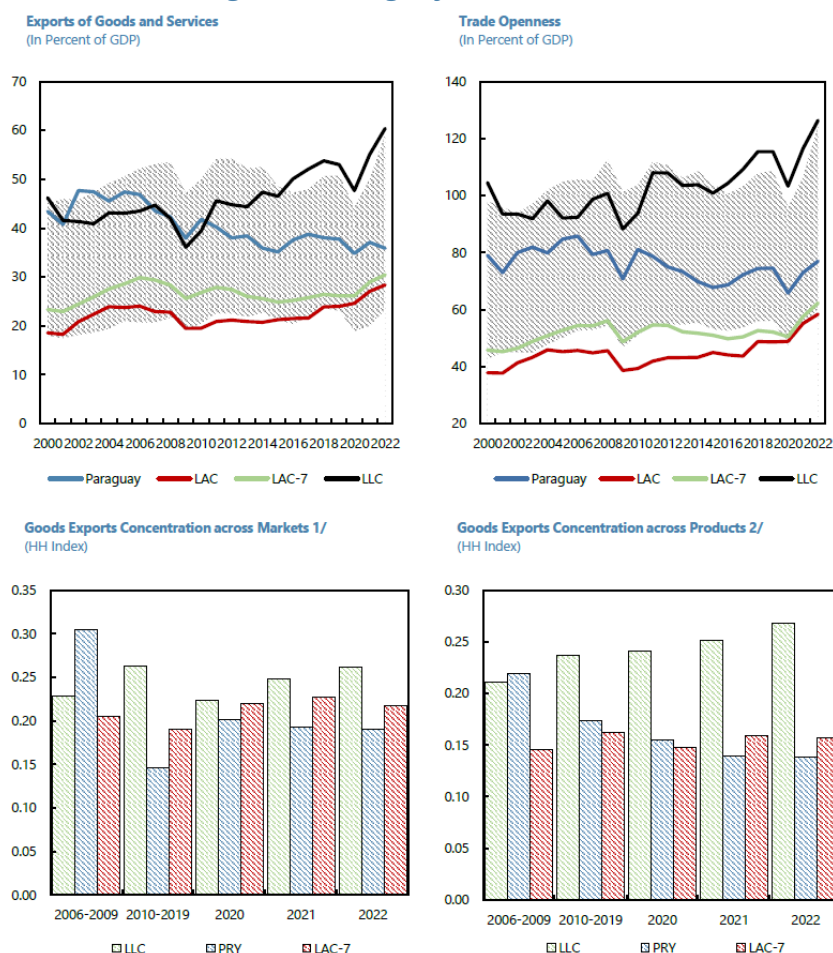 Exports of Goods and Services
(In Percent of GDP)
70
60
50
40
30
20
10
0
2000 2002 2004 2006 2008 2010 2012 2014 2016 2018 2020 2022
Paraguay LAC LAC-7 LLC
Trade Openness
(In Percent of GDP)
140
120
100
80
60
40
20
2000 2002 2004 2006 2008 2010 2012 2014 2016 2018 2020 2022
Paraguay LAC LAC-7 LLC
Goods Exports Concentration across Markets 1/
(HH Index)
0.35
0.30
0.25
0.20
0.15
0.10
0.05
0.00
2006-2009 2010-2019 2020 2021 2022
LLC PRY LAC-7
Goods Exports Concentration across Products 2/
(HH Index)
0.30
0.25
0.20
0.15
0.10
0.05
0.00
2006-2009 2010-2019 2020 2021 2022
LLC PRY LAC-7